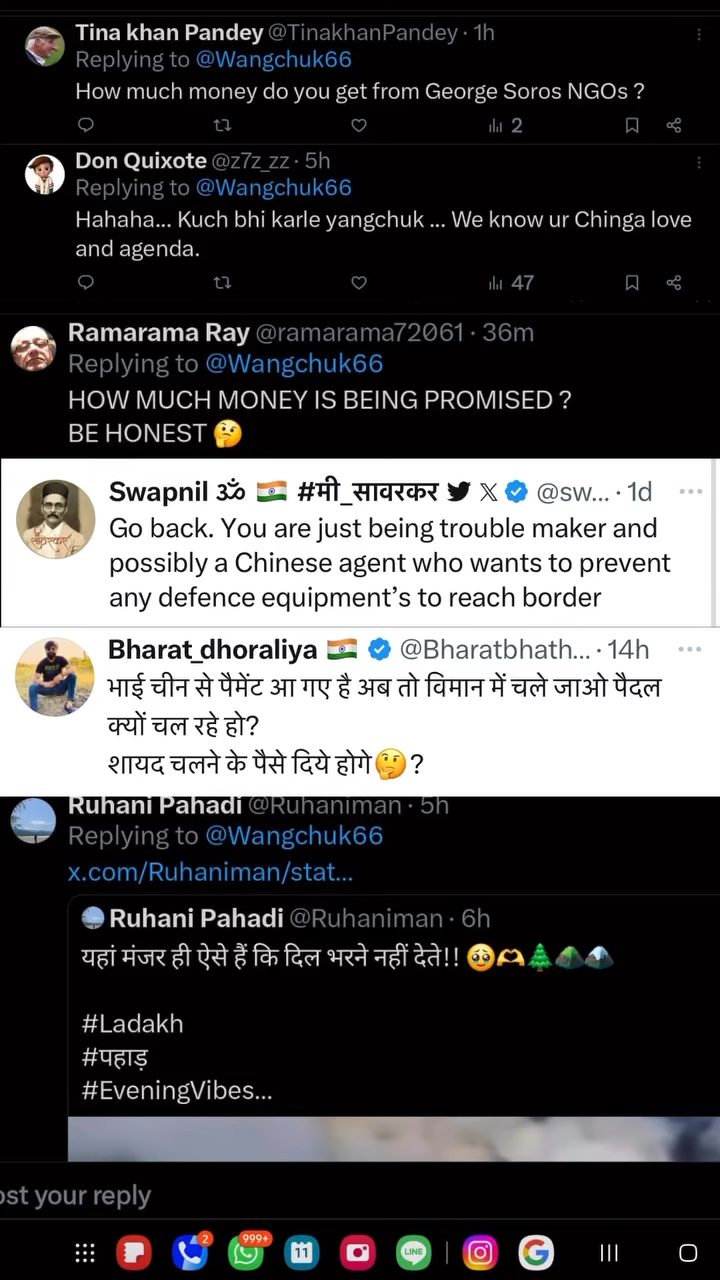 Tina khan Pandey @TinakhanPandey · 1h
Replying to @Wangchuk66
How much money do you get from George Soros NGOs ?
2
Don Quixote @z7z_zz · 5h
Replying to @Wangchuk66
Hahaha... Kuch bhi karle yangchuk ... We know ur Chinga love
and agenda.
47
Ramarama Ray @ramarama72061 · 36m
Replying to @Wangchuk66
HOW MUCH MONEY IS BEING PROMISED ?
BE HONEST 🤔
Swapnil ॐ 🇮🇳 #मी_सावरकर 𝕏 @sw... · 1d
Go back. You are just being trouble maker and
possibly a Chinese agent who wants to prevent
any defence equipment’s to reach border
Bharat_dhoraliya 🇮🇳 @Bharatbhath... · 14h
भाई चीन से पैमेंट आ गए है अब तो विमान में चले जाओ पैदल
क्यों चल रहे हो?
शायद चलने के पैसे दिये होगे🤔?
Ruhani Pahadi @Ruhaniman · 5h
Replying to @Wangchuk66
x.com/Ruhaniman/stat...
Ruhani Pahadi @Ruhaniman · 6h
यहां मंजर ही ऐसे हैं कि दिल भरने नहीं देते!! 🥹🫶🌲⛰️🏔️
#Ladakh
#पहाड़
#EveningVibes...
ost your reply
2
999+
11
LINE